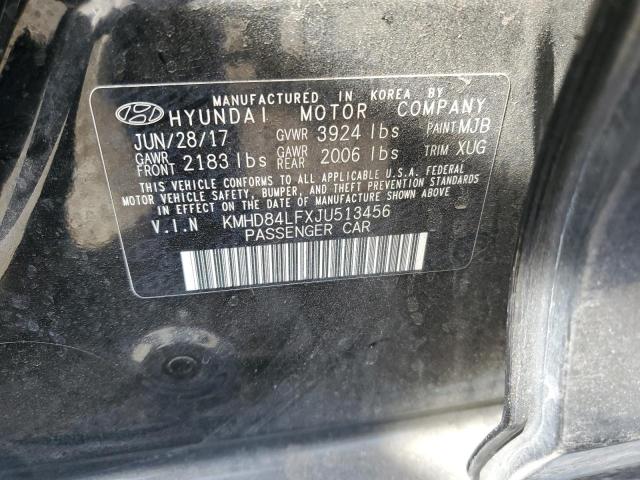 MANUFACTURED IN KOREA BY
HYUNDAI MOTOR COMPANY
JUN/28/17 GVWR 3924 lbs PAINT MJB
GAWR FRONT 2183 lbs GAWR REAR 2006 lbs TRIM XUG
THIS VEHICLE CONFORMS TO ALL APPLICABLE U.S.A. FEDERAL
MOTOR VEHICLE SAFETY, BUMPER, AND THEFT PREVENTION STANDARDS
IN EFFECT ON THE DATE OF MANUFACTURE SHOWN ABOVE.
V.I.N KMHD84LFXJU513456
PASSENGER CAR